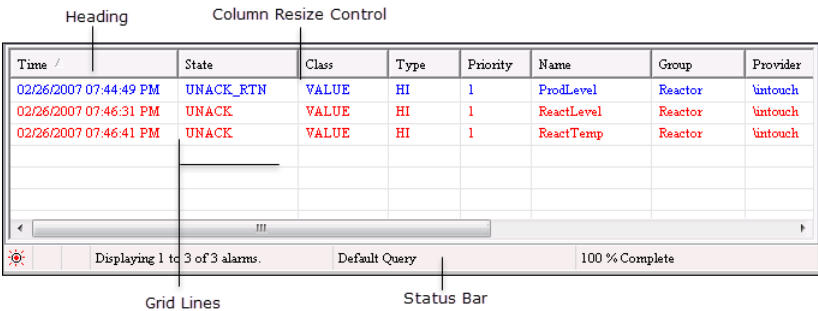 Heading
Column Resize Control
Time / State Class Type Priority Name Group Provider
02/26/2007 07:44:49 PM UNACK_RTN VALUE HI 1 ProdLevel Reactor \intouch
02/26/2007 07:46:31 PM UNACK VALUE HI 1 ReactLevel Reactor \intouch
02/26/2007 07:46:41 PM UNACK VALUE HI 1 ReactTemp Reactor \intouch
Displaying 1 to 3 of 3 alarms. Default Query 100 % Complete
Grid Lines
Status Bar